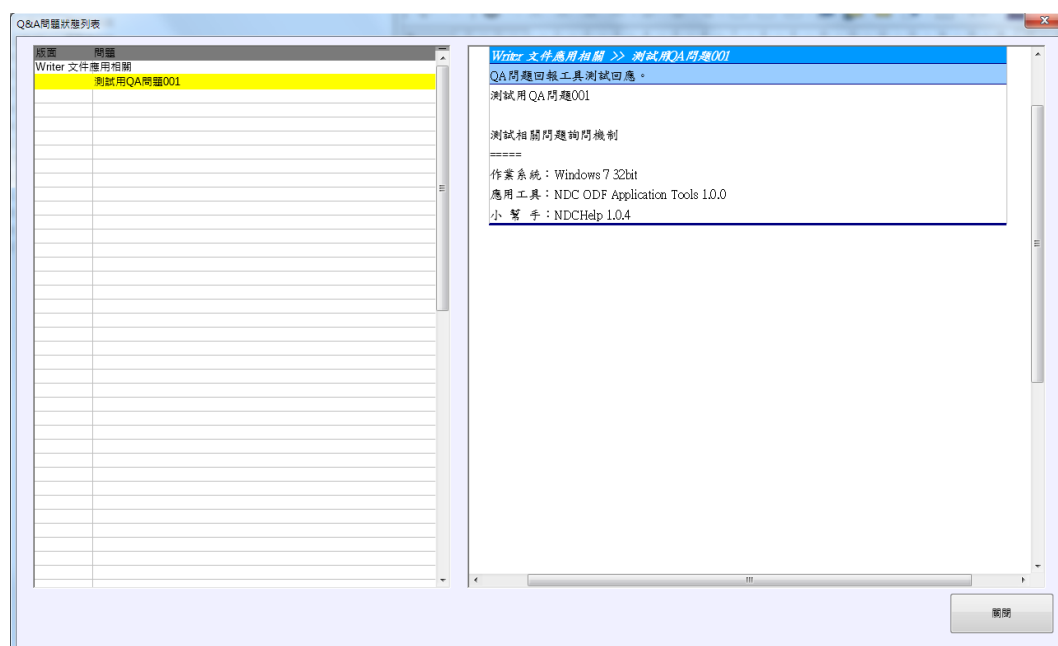 Q&A問題狀態列表
版面 問題
Writer 文件應用相關
測試用QA問題001
Writer 文件應用相關 >> 測試用QA問題001
QA問題回報工具測試回應。
測試用QA問題001
測試相關問題詢問機制
=====
作業系統：Windows 7 32bit
應用工具：NDC ODF Application Tools 1.0.0
小 幫 手：NDCHelp 1.0.4
關閉